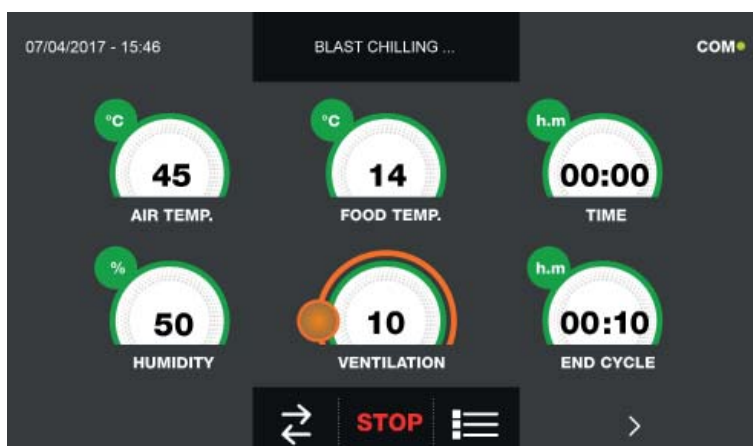 07/04/2017 - 15:46 BLAST CHILLING ... COM
°C °C h.m
45 14 00:00
AIR TEMP. FOOD TEMP. TIME
% h.m
50 10 00:10
HUMIDITY VENTILATION END CYCLE
STOP